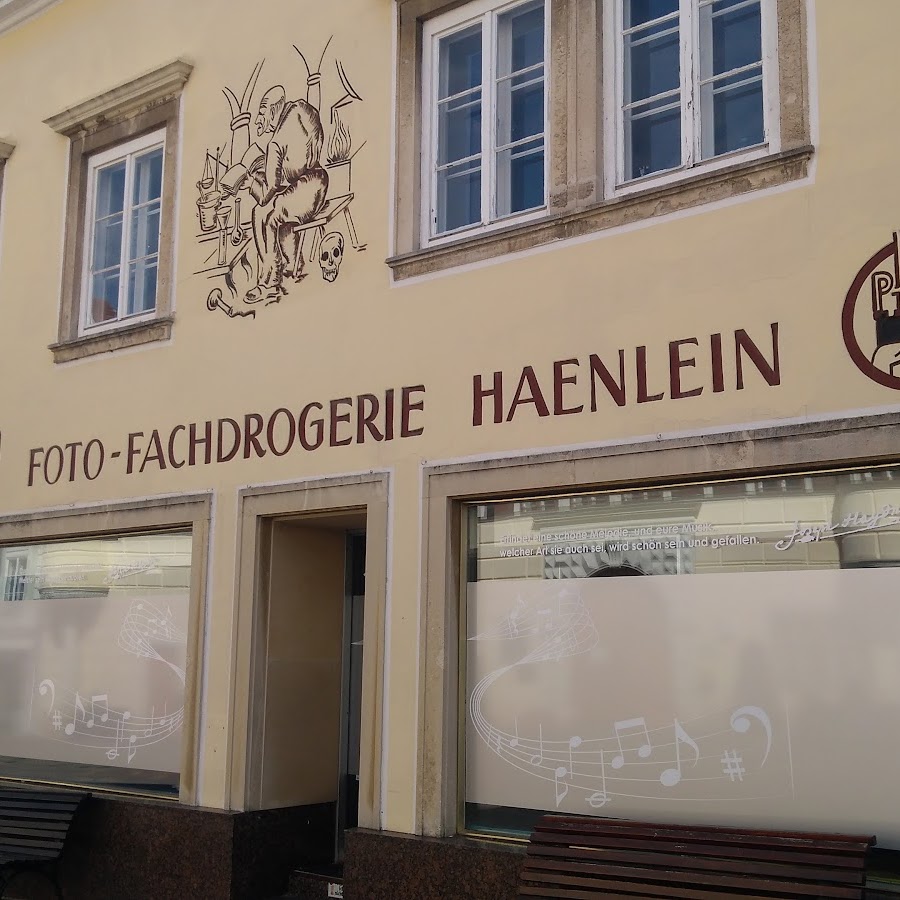 FOTO-FACHDROGERIE HAENLEIN
Erfindet eine schöne Melodie, und eure Musik,
welcher Art sie auch sei, wird schön sein und gefallen.